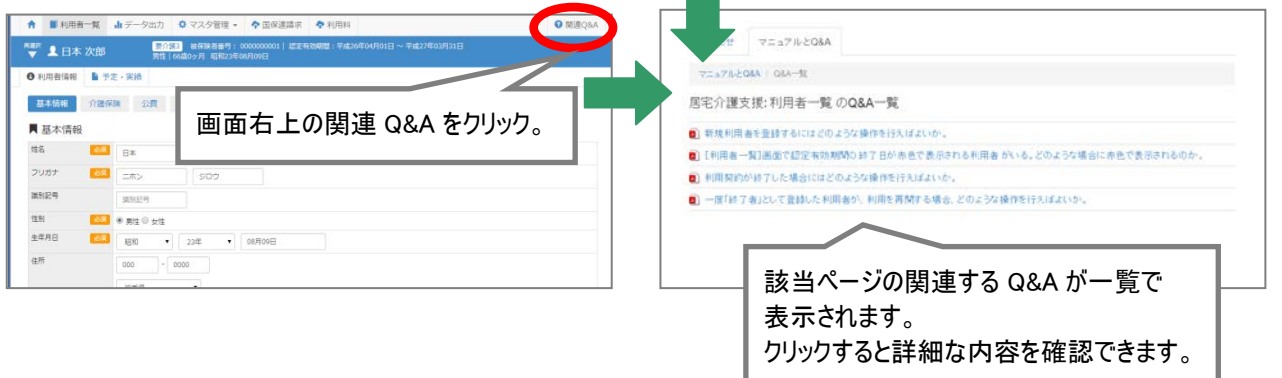 利用者一覧 データ出力 マスタ管理 国保連請求 利用料 関連Q&A
日本 次郎
要介護3 被保険者番号： 0000000001 | 認定有効期間：平成26年04月01日 ～ 平成27年03月31日
男性 | 66歳0ヶ月 昭和23年08月09日
利用者情報 予定・実績
基本情報 介護保険 公費
基本情報
姓名 必須 日本
フリガナ 必須 ニホン ジロウ
識別記号 識別記号
性別 必須 男性 女性
生年月日 必須 昭和 23年 08月09日
住所 000 - 0000
画面右上の関連 Q&A をクリック。
マニュアルとQ&A
マニュアルとQ&A / Q&A一覧
居宅介護支援: 利用者一覧 のQ&A一覧
新規利用者を登録するにはどのような操作を行えばよいか。
[利用者一覧]画面で認定有効期間の終了日が赤色で表示される利用者がいる。どのような場合に赤色で表示されるのか。
利用契約が終了した場合にはどのような操作を行えばよいか。
一度「終了者」として登録した利用者が、利用を再開する場合、どのような操作を行えばよいか。
該当ページの関連する Q&A が一覧で
表示されます。
クリックすると詳細な内容を確認できます。